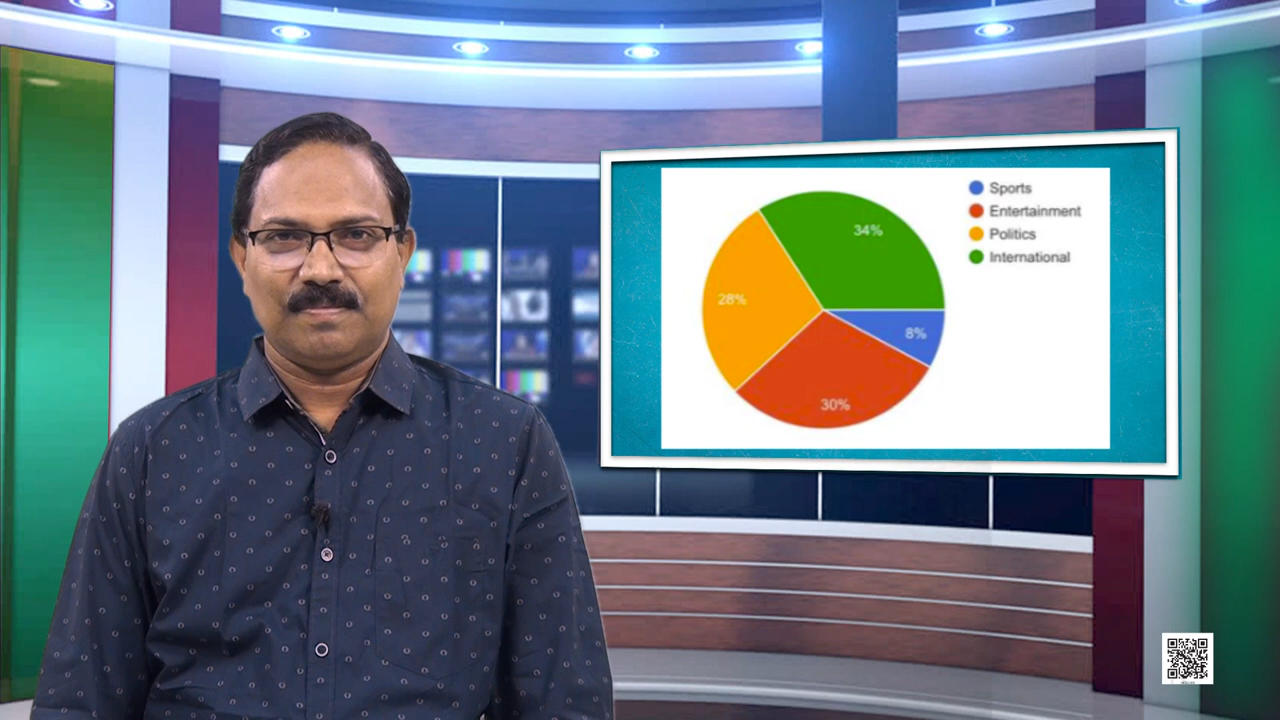 Sports
Entertainment
Politics
International
34%
28%
8%
30%